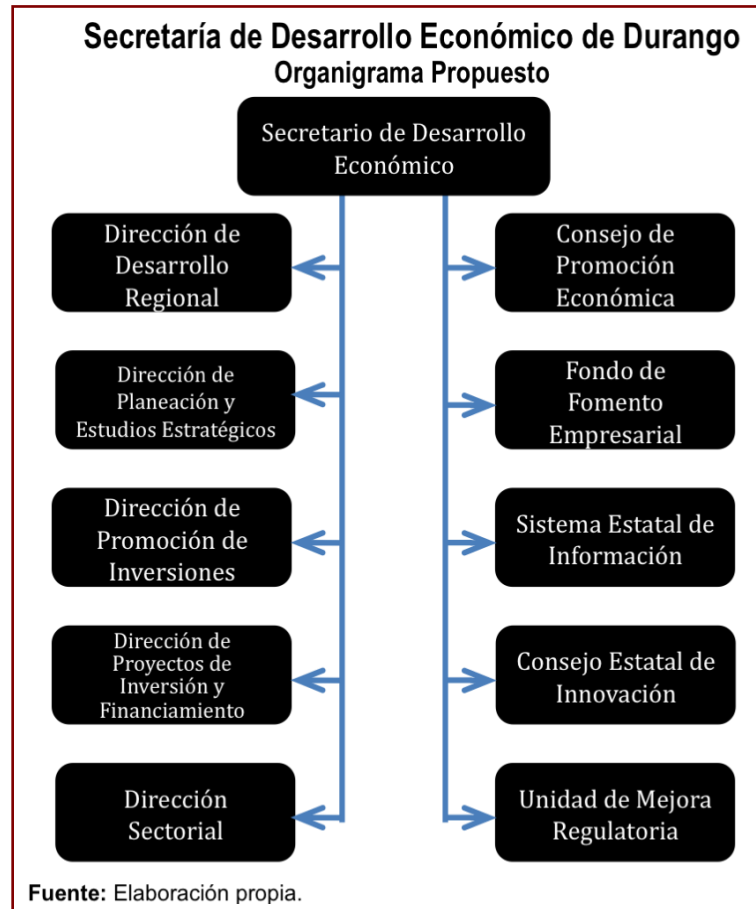 Secretaría de Desarrollo Económico de Durango
Organigrama Propuesto
Secretario de Desarrollo
Económico
Dirección de
Desarrollo
Regional
Consejo de
Promoción
Económica
Dirección de
Planeación y
Estudios Estratégicos
Fondo de
Fomento
Empresarial
Dirección de
Promoción de
Inversiones
Sistema Estatal de
Información
Dirección de
Proyectos de
Inversión y
Financiamiento
Consejo Estatal de
Innovación
Dirección
Sectorial
Unidad de Mejora
Regulatoria
Fuente: Elaboración propia.